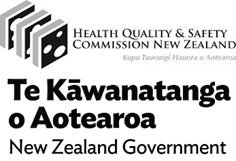 HEALTH QUALITY & SAFETY
COMMISSION NEW ZEALAND
Kupu Taurangi Hauora o Aotearoa
Te Kāwanatanga
o Aotearoa
New Zealand Government